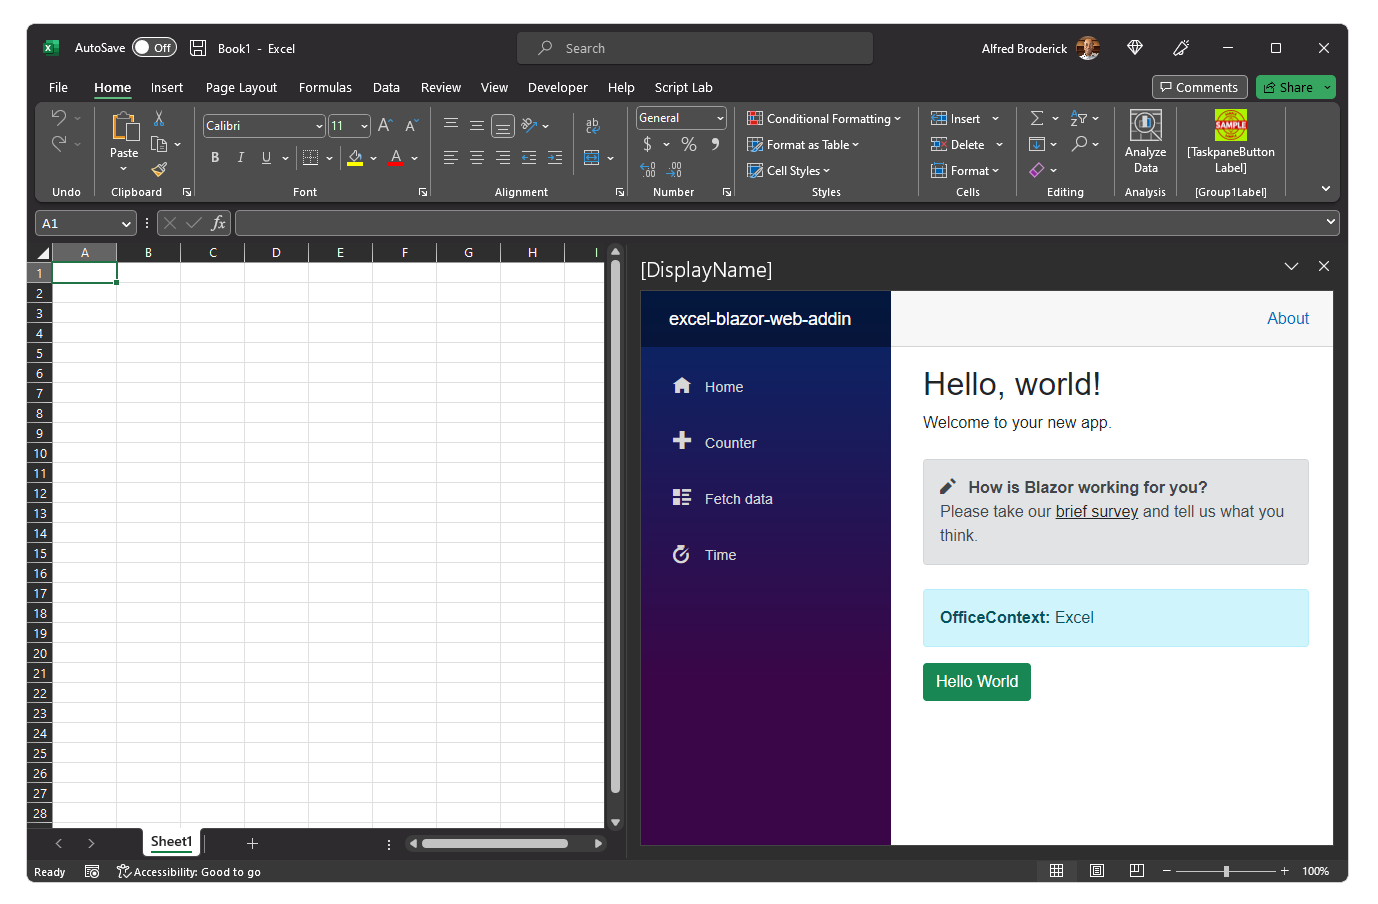 AutoSave Off Book1 - Excel Search Alfred Broderick
File Home Insert Page Layout Formulas Data Review View Developer Help Script Lab Comments Share
Paste
Undo
Clipboard
Calibri 11
B I U A
Font
ab
Alignment
General
$ % 9
Number
Conditional Formatting
Format as Table
Cell Styles
Styles
Insert
Delete
Format
Cells
Editing
Analyze
Data
Analysis
SAMPLE
[TaskpaneButton
Label]
[Group1Label]
A1 fx
A B C D E F G H I
1
2
3
4
5
6
7
8
9
10
11
12
13
14
15
16
17
18
19
20
21
22
23
24
25
26
27
28
Sheet1
[DisplayName]
excel-blazor-web-addin
Home
Counter
Fetch data
Time
About
Hello, world!
Welcome to your new app.
How is Blazor working for you?
Please take our brief survey and tell us what you
think.
OfficeContext: Excel
Hello World
Ready Accessibility: Good to go 100%